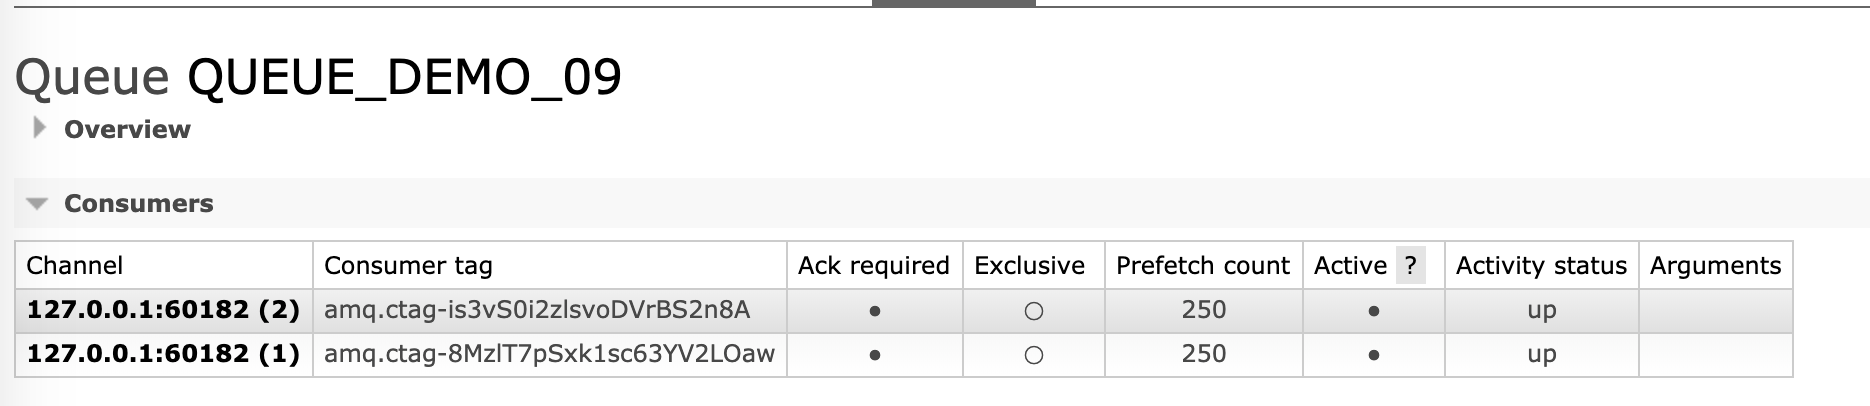 Queue QUEUE_DEMO_09
Overview
Consumers
Channel Consumer tag Ack required Exclusive Prefetch count Active ? Activity status Arguments
127.0.0.1:60182 (2) amq.ctag-is3vS0i2zlsvoDVrBS2n8A ● ○ 250 ● up
127.0.0.1:60182 (1) amq.ctag-8MzlT7pSxk1sc63YV2LOaw ● ○ 250 ● up